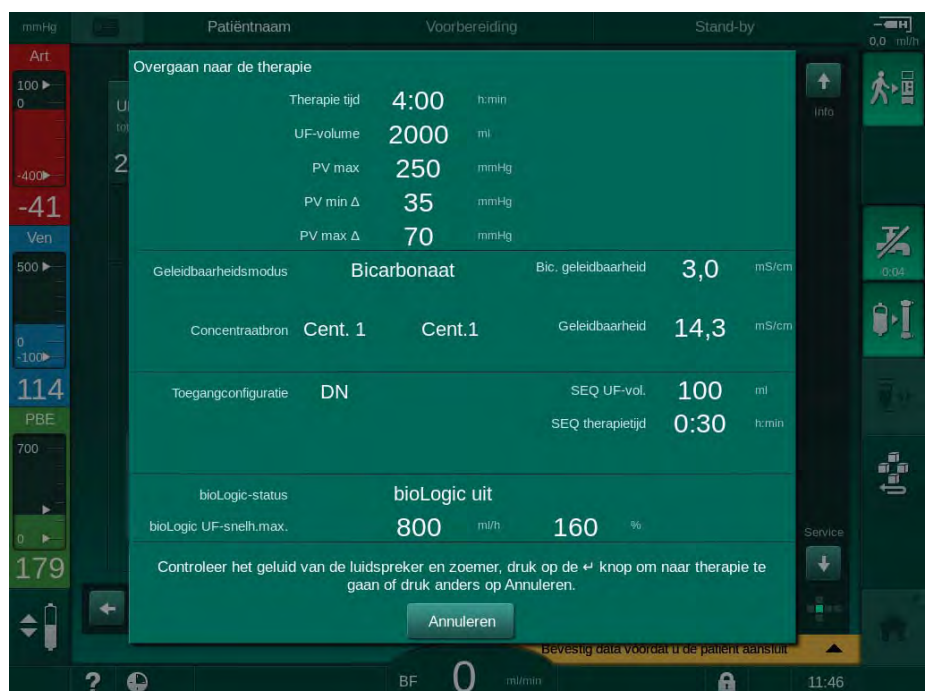 mmHg Patiëntnaam Voorbereiding Stand-by
0,0 ml/h
Art
100
0
-400
-41
Ven
500
0
-100
114
PBE
700
0
179
2
Info
Overgaan naar de therapie
Therapie tijd 4:00 h:min
UF-volume 2000 ml
PV max 250 mmHg
PV min Δ 35 mmHg
PV max Δ 70 mmHg
Geleidbaarheidsmodus Bicarbonaat Bic. geleidbaarheid 3,0 mS/cm
Concentraatbron Cent. 1 Cent.1 Geleidbaarheid 14,3 mS/cm
Toegangconfiguratie DN SEQ UF-vol. 100 ml
SEQ therapietijd 0:30 h:min
bioLogic-status bioLogic uit
bioLogic UF-snelh.max. 800 ml/h 160 %
Controleer het geluid van de luidspreker en zoemer, druk op de ↵ knop om naar therapie te
gaan of druk anders op Annuleren.
Annuleren
Service
0:04
H
Bevestig data voordat u de patiënt aansluit
? BF 0 ml/min 11:46